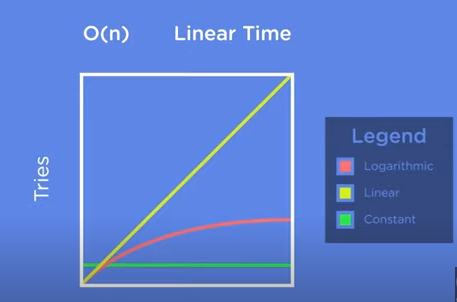 O(n) Linear Time
Tries
Legend
Logarithmic
Linear
Constant